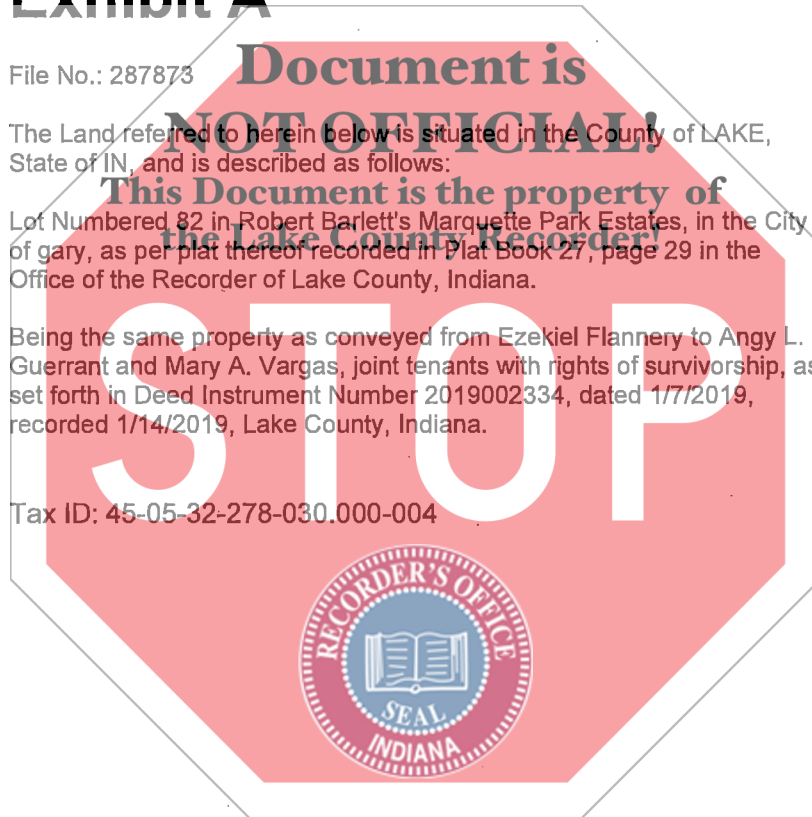 Exhibit A
File No.: 287873
Document is
NOT OFFICIAL!
The Land referred to herein below is situated in the County of LAKE,
State of IN, and is described as follows:
This Document is the property of
the Lake County Recorder!
Lot Numbered 82 in Robert Barlett's Marquette Park Estates, in the City
of gary, as per plat thereof recorded in Plat Book 27, page 29 in the
Office of the Recorder of Lake County, Indiana.
Being the same property as conveyed from Ezekiel Flannery to Angy L.
Guerrant and Mary A. Vargas, joint tenants with rights of survivorship, as
set forth in Deed Instrument Number 2019002334, dated 1/7/2019,
recorded 1/14/2019, Lake County, Indiana.
STOP
Tax ID: 45-05-32-278-030.000-004
RECORDER'S OFFICE
SEAL
INDIANA